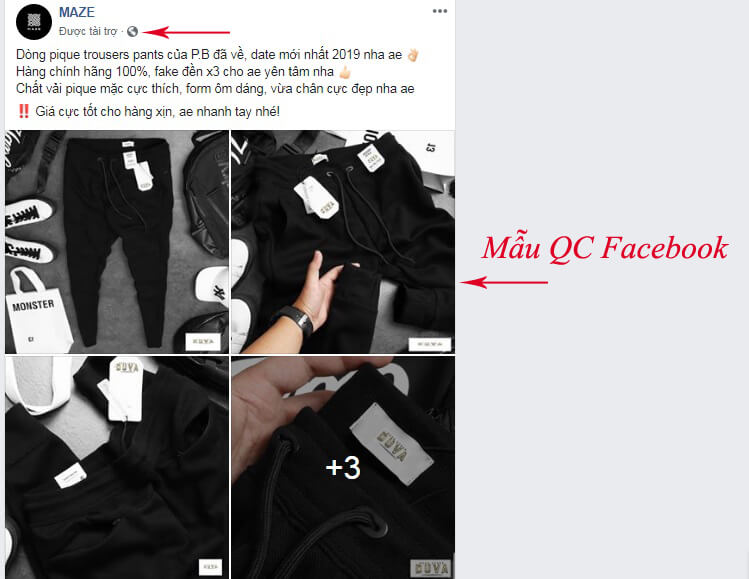 MAZE
MAZE
Được tài trợ ·
Dòng pique trousers pants của P.B đã về, date mới nhất 2019 nha ae 👌🏻
Hàng chính hãng 100%, fake đền x3 cho ae yên tâm nha 👍🏻
Chất vải pique mặc cực thích, form ôm dáng, vừa chân cực đẹp nha ae
‼️ Giá cực tốt cho hàng xịn, ae nhanh tay nhé!
MONSTER
Mẫu QC Facebook
+3